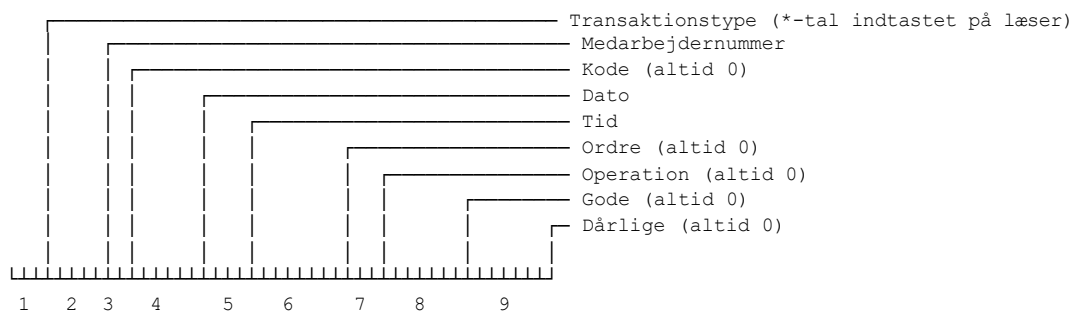 Transaktionstype (*-tal indtastet på læser)
Medarbejdernummer
Kode (altid 0)
Dato
Tid
Ordre (altid 0)
Operation (altid 0)
Gode (altid 0)
Dårlige (altid 0)
1 2 3 4 5 6 7 8 9